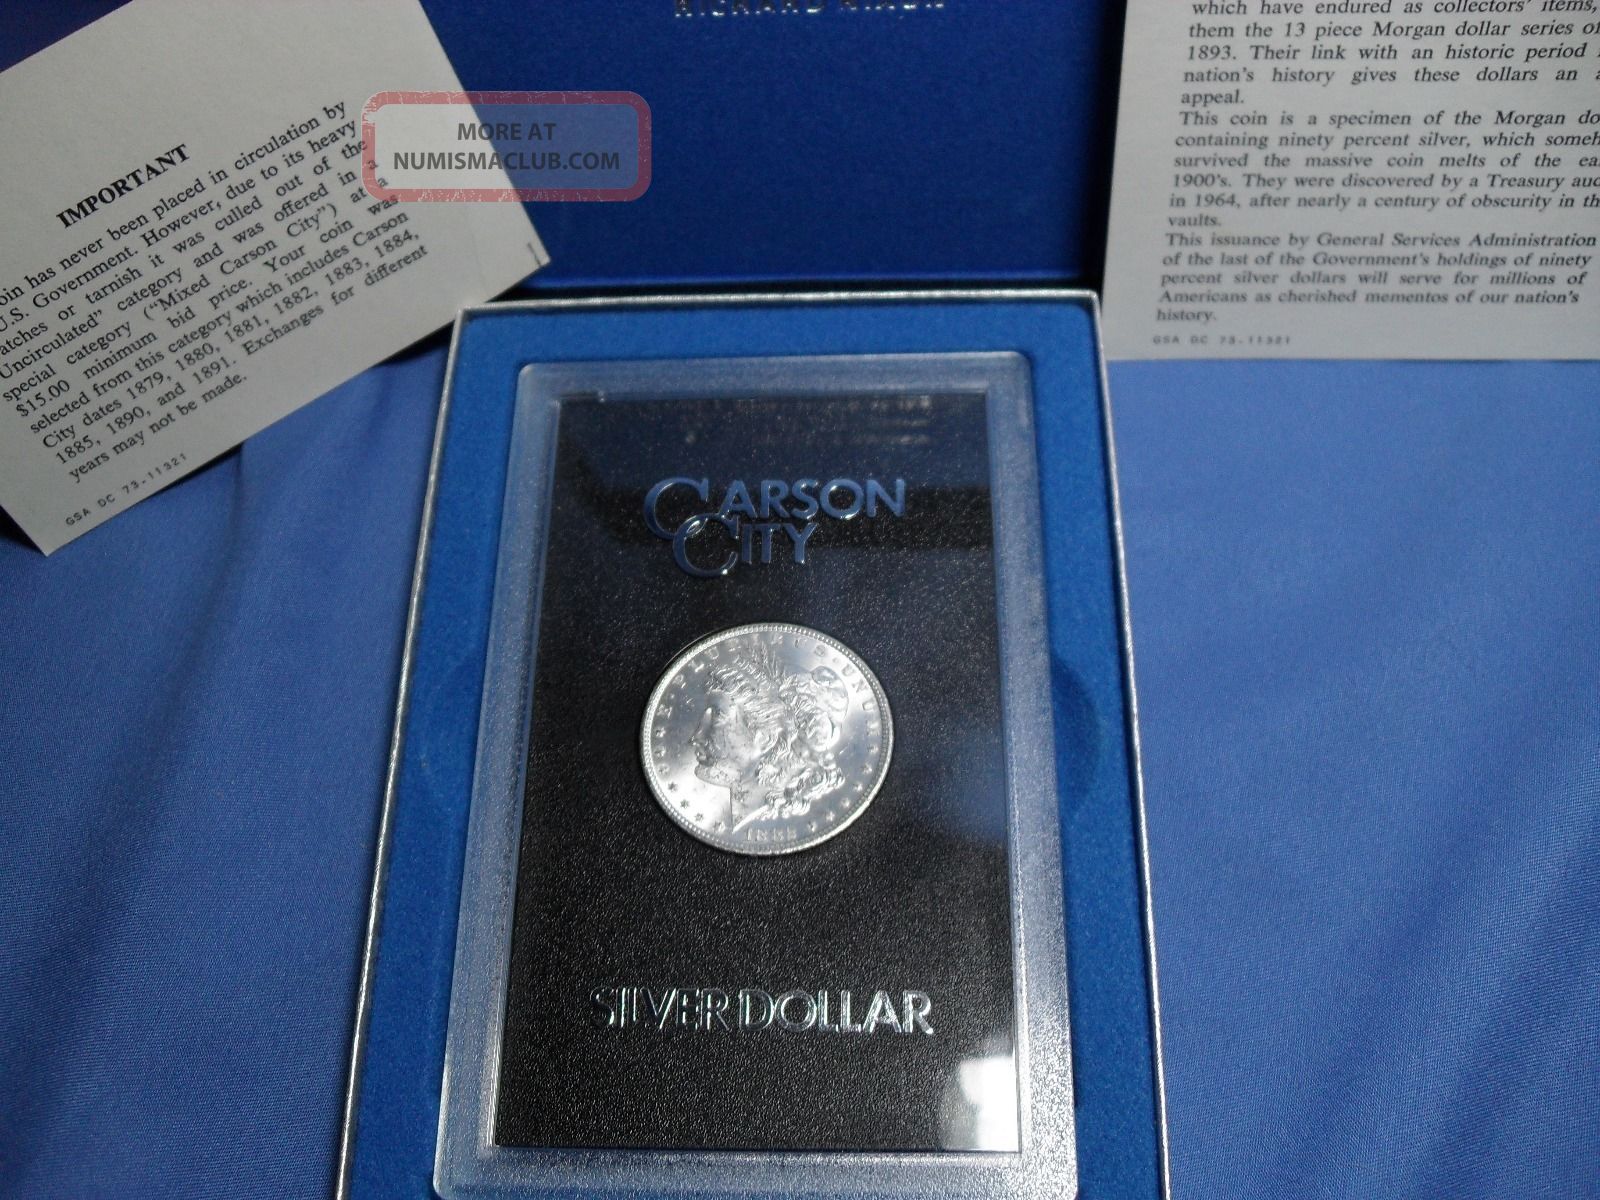 RICHARD NIXON
IMPORTANT
oin has never been placed in circulation by
U.S. Government. However, due to its heavy
atches or tarnish it was culled out of the
Uncirculated" category and was offered in a
special category ("Mixed Carson City") at a
$15.00 minimum bid price. Your coin was
selected from this category which includes Carson
City dates 1879, 1880, 1881, 1882, 1883, 1884,
1885, 1890, and 1891. Exchanges for different
years may not be made.
GSA DC 73-11321
MORE AT
NUMISMACLUB.COM
which have endured as collectors' items,
them the 13 piece Morgan dollar series of
1893. Their link with an historic period
nation's history gives these dollars an a
appeal.
This coin is a specimen of the Morgan do
containing ninety percent silver, which someh
survived the massive coin melts of the ea
1900's. They were discovered by a Treasury aud
in 1964, after nearly a century of obscurity in th
vaults.
This issuance by General Services Administration
of the last of the Government's holdings of ninety
percent silver dollars will serve for millions of
Americans as cherished mementos of our nation's
history.
GSA DC 73-11321
CARSON
CITY
E·PLURIBUS·UNUM
SILVER DOLLAR